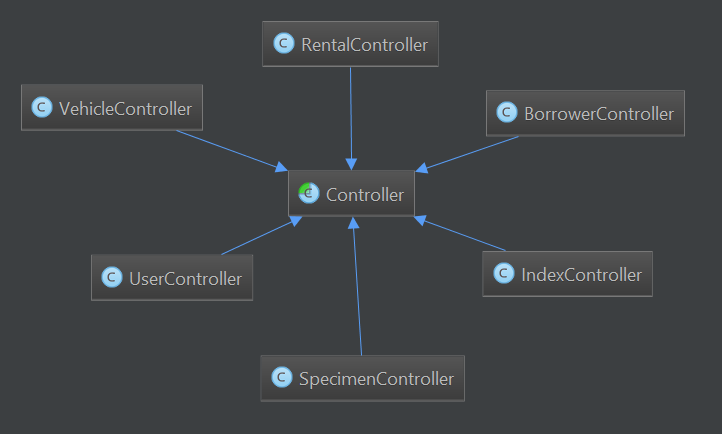 C RentalController
C VehicleController
C BorrowerController
C Controller
C UserController
C IndexController
C SpecimenController